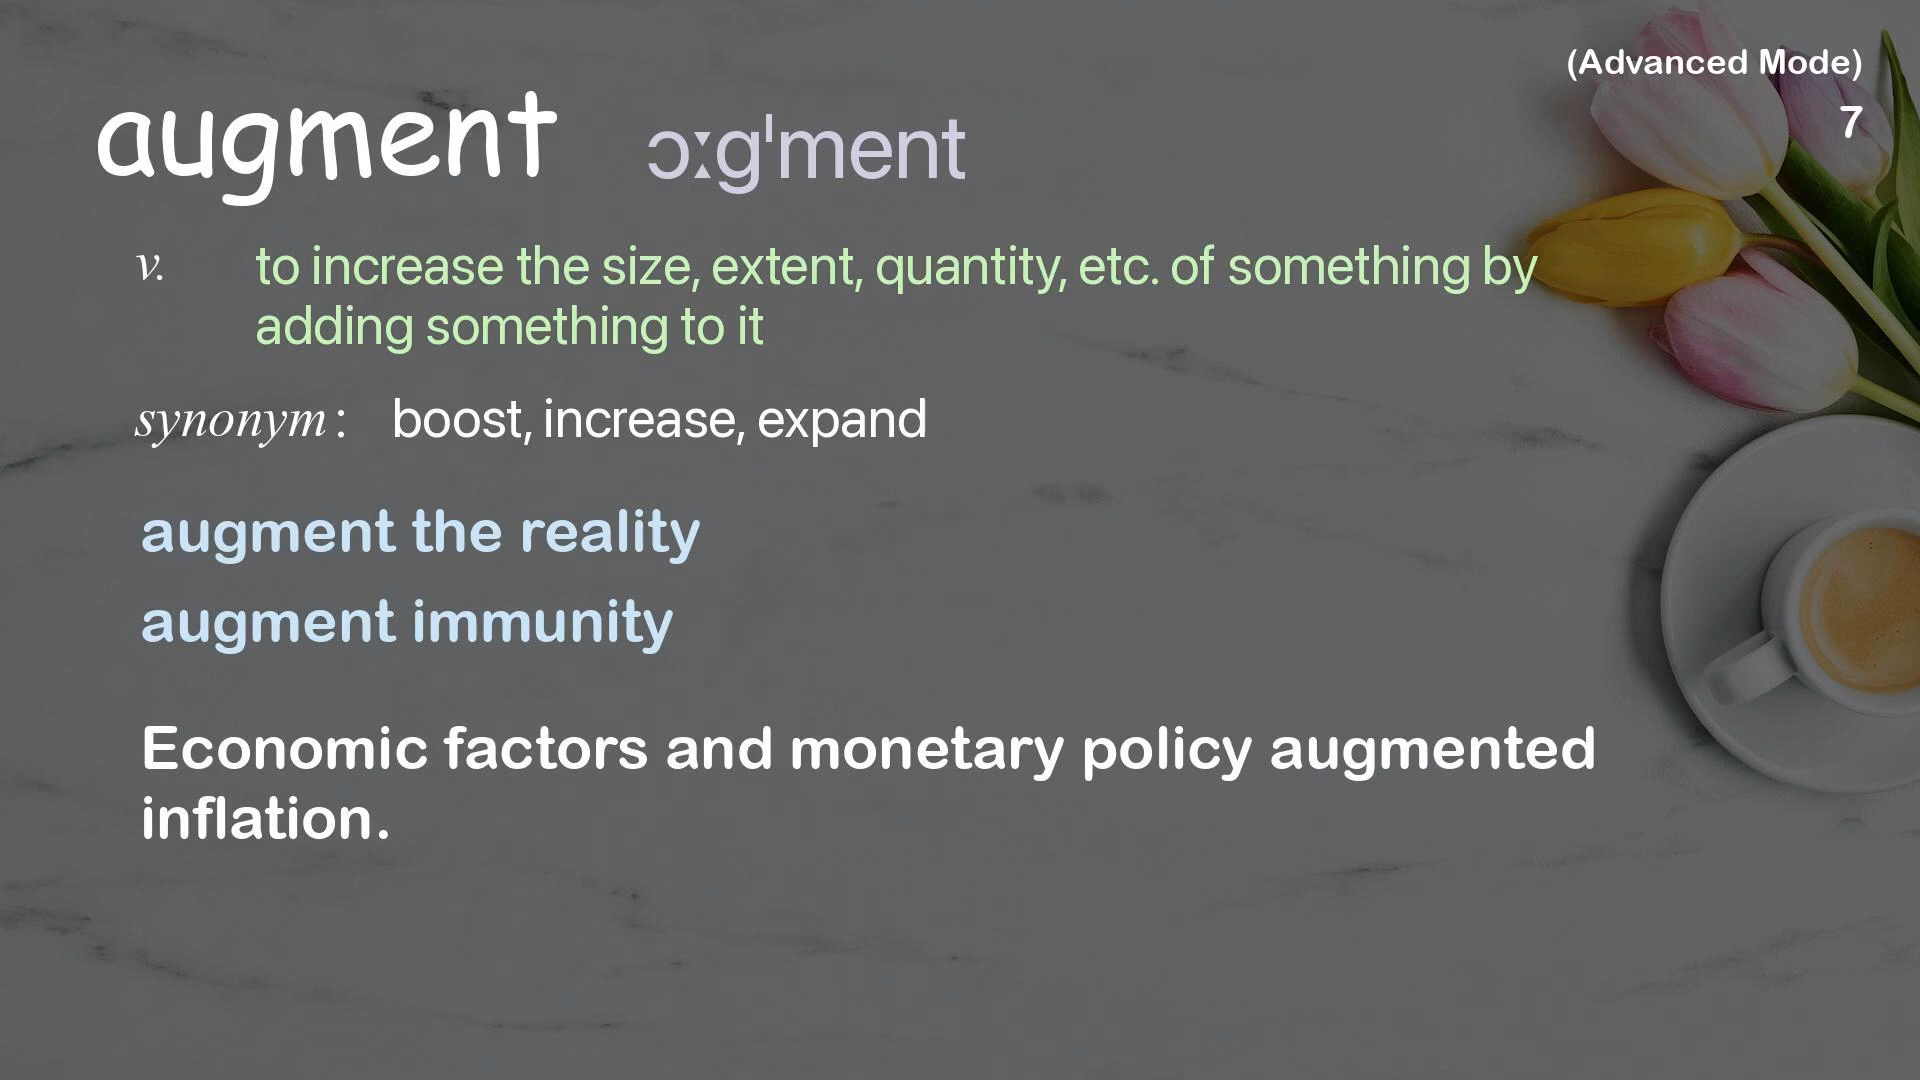 (Advanced Mode)
7
augment ɔːgˈment
v. to increase the size, extent, quantity, etc. of something by
adding something to it
synonym: boost, increase, expand
augment the reality
augment immunity
Economic factors and monetary policy augmented
inflation.